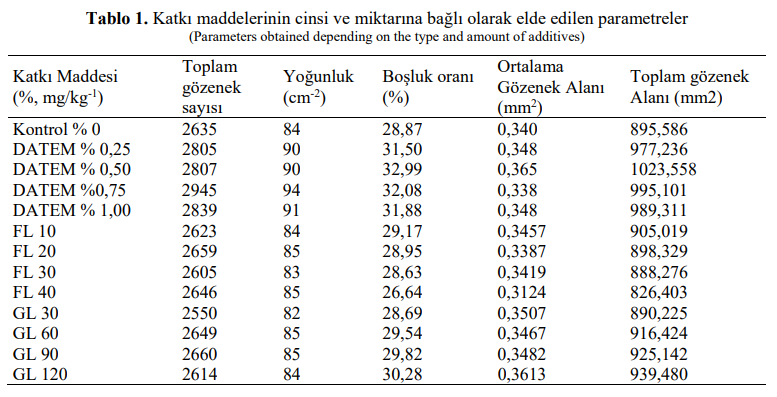 Tablo 1. Katkı maddelerinin cinsi ve miktarına bağlı olarak elde edilen parametreler
(Parameters obtained depending on the type and amount of additives)
Katkı Maddesi (%, mg/kg⁻¹) Toplam gözenek sayısı Yoğunluk (cm⁻²) Boşluk oranı (%) Ortalama Gözenek Alanı (mm²) Toplam gözenek Alanı (mm2)
Kontrol % 0 2635 84 28,87 0,340 895,586
DATEM % 0,25 2805 90 31,50 0,348 977,236
DATEM % 0,50 2807 90 32,99 0,365 1023,558
DATEM %0,75 2945 94 32,08 0,338 995,101
DATEM % 1,00 2839 91 31,88 0,348 989,311
FL 10 2623 84 29,17 0,3457 905,019
FL 20 2659 85 28,95 0,3387 898,329
FL 30 2605 83 28,63 0,3419 888,276
FL 40 2646 85 26,64 0,3124 826,403
GL 30 2550 82 28,69 0,3507 890,225
GL 60 2649 85 29,54 0,3467 916,424
GL 90 2660 85 29,82 0,3482 925,142
GL 120 2614 84 30,28 0,3613 939,480